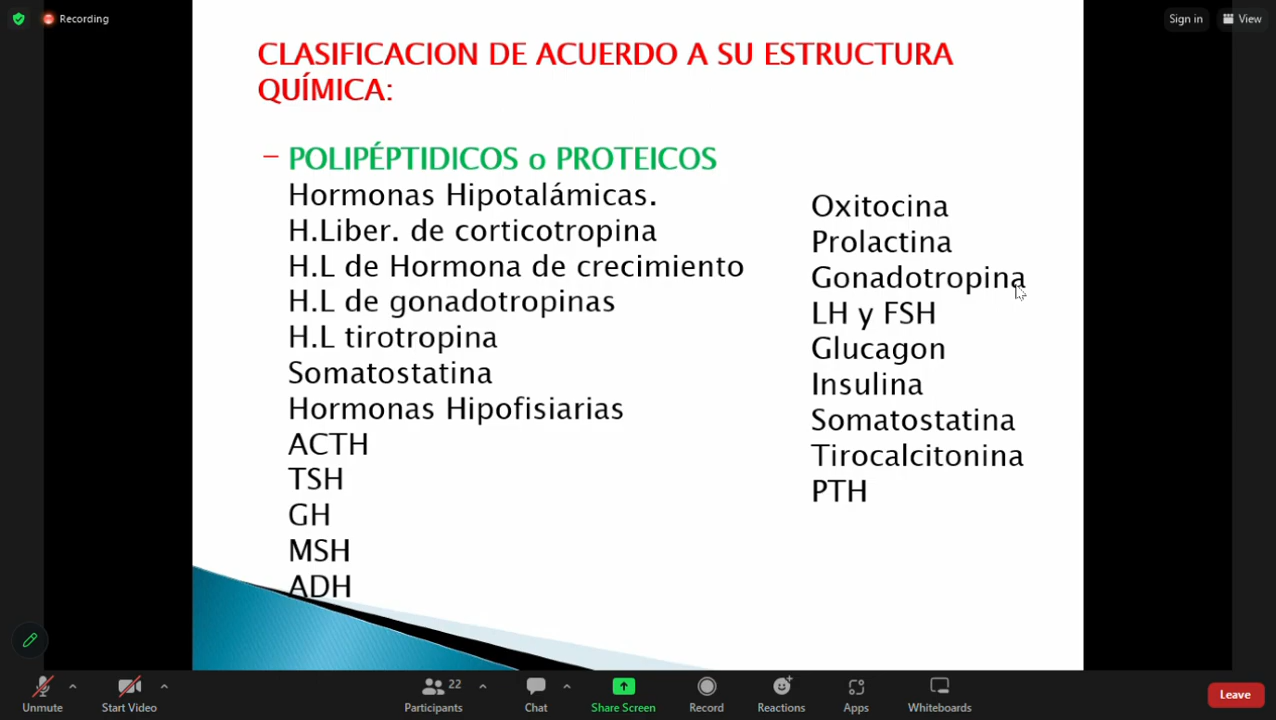 Recording
Sign in
View
CLASIFICACION DE ACUERDO A SU ESTRUCTURA
QUÍMICA:
– POLIPÉPTIDICOS o PROTEICOS
Hormonas Hipotalámicas.
H.Liber. de corticotropina
H.L de Hormona de crecimiento
H.L de gonadotropinas
H.L tirotropina
Somatostatina
Hormonas Hipofisiarias
ACTH
TSH
GH
MSH
ADH
Oxitocina
Prolactina
Gonadotropina
LH y FSH
Glucagon
Insulina
Somatostatina
Tirocalcitonina
PTH
Unmute
Start Video
22
Participants
Chat
Share Screen
Record
Reactions
Apps
Whiteboards
Leave